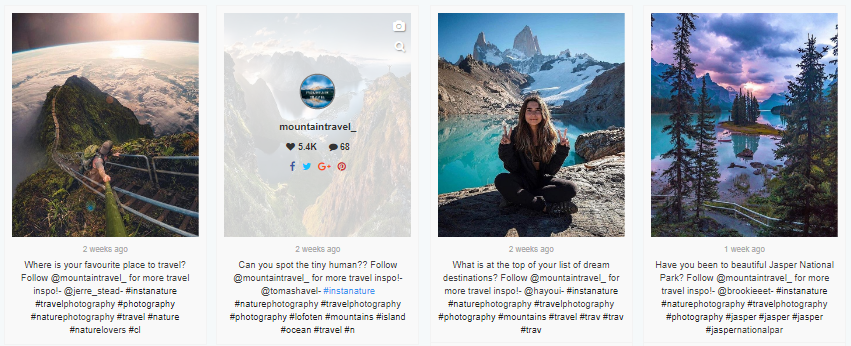 mountaintravel_
5.4K 68
2 weeks ago
Where is your favourite place to travel?
Follow @mountaintravel_ for more travel
inspo!- @jerre_stead- #instanature
#travelphotography #photography
#naturephotography #travel #nature
#naturelovers #cl
2 weeks ago
Can you spot the tiny human?? Follow
@mountaintravel_ for more travel inspo!-
@tomashavel- #instanature
#naturephotography #travelphotography
#photography #lofoten #mountains #island
#ocean #travel #n
2 weeks ago
What is at the top of your list of dream
destinations? Follow @mountaintravel_ for
more travel inspo!- @hayoui- #instanature
#naturephotography #travelphotography
#photography #mountains #travel #trav #trav
#trav
1 week ago
Have you been to beautiful Jasper National
Park? Follow @mountaintravel_ for more
travel inspo!- @brookieeet- #instanature
#naturephotography #travelphotography
#photography #jasper #jasper #jasper
#jaspernationalpar